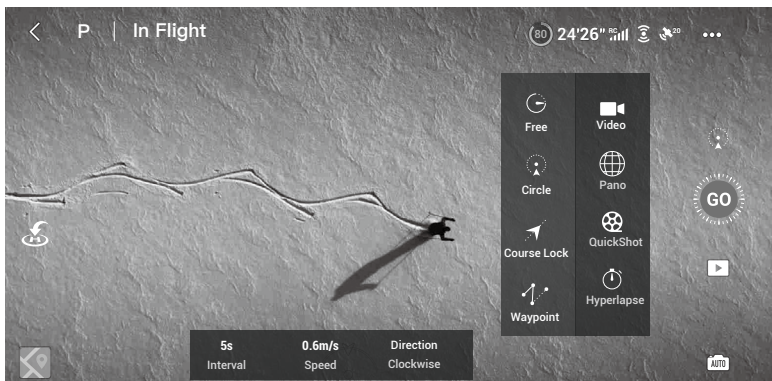 P | In Flight
80 24'26" RC 20
Free
Video
Circle
Pano
Course Lock
QuickShot
Waypoint
Hyperlapse
GO
H
5s 0.6m/s Direction
Interval Speed Clockwise
AUTO